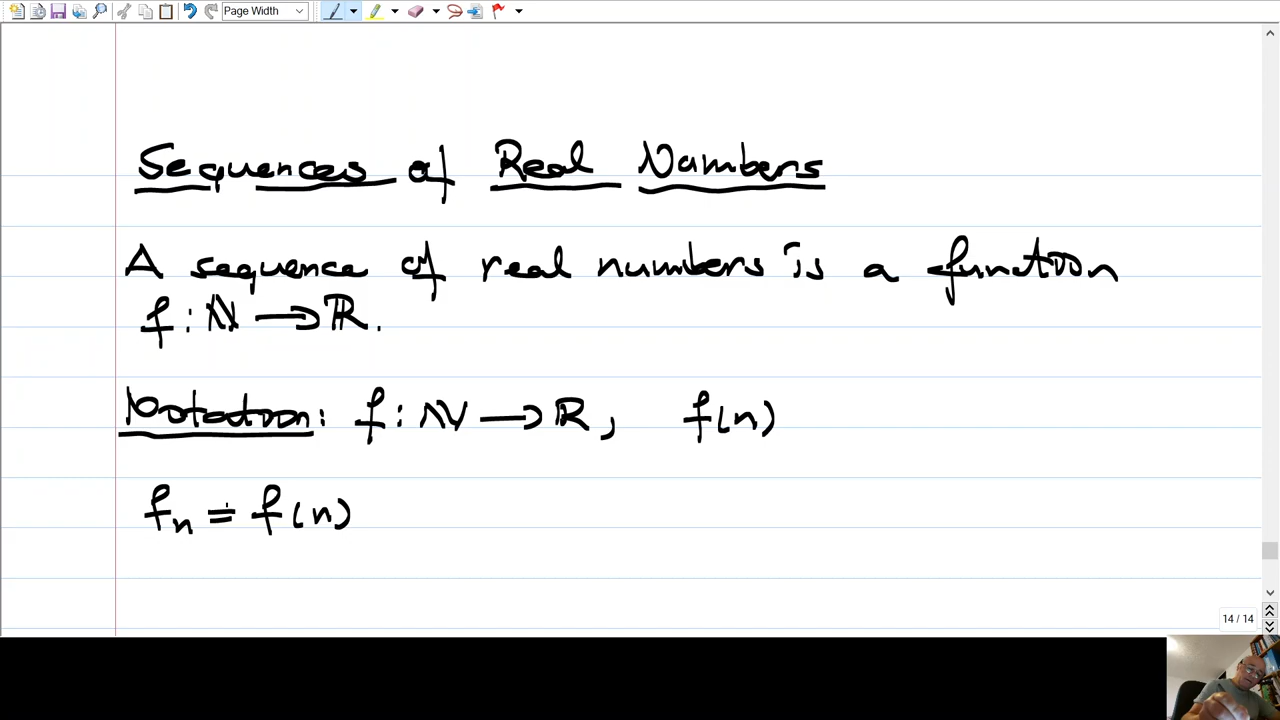 Page Width
Sequences of Real Numbers
A sequence of real numbers is a function
f : ℕ → ℝ.
Notation: f : ℕ → ℝ, f(n)
fₙ = f(n)
14 / 14